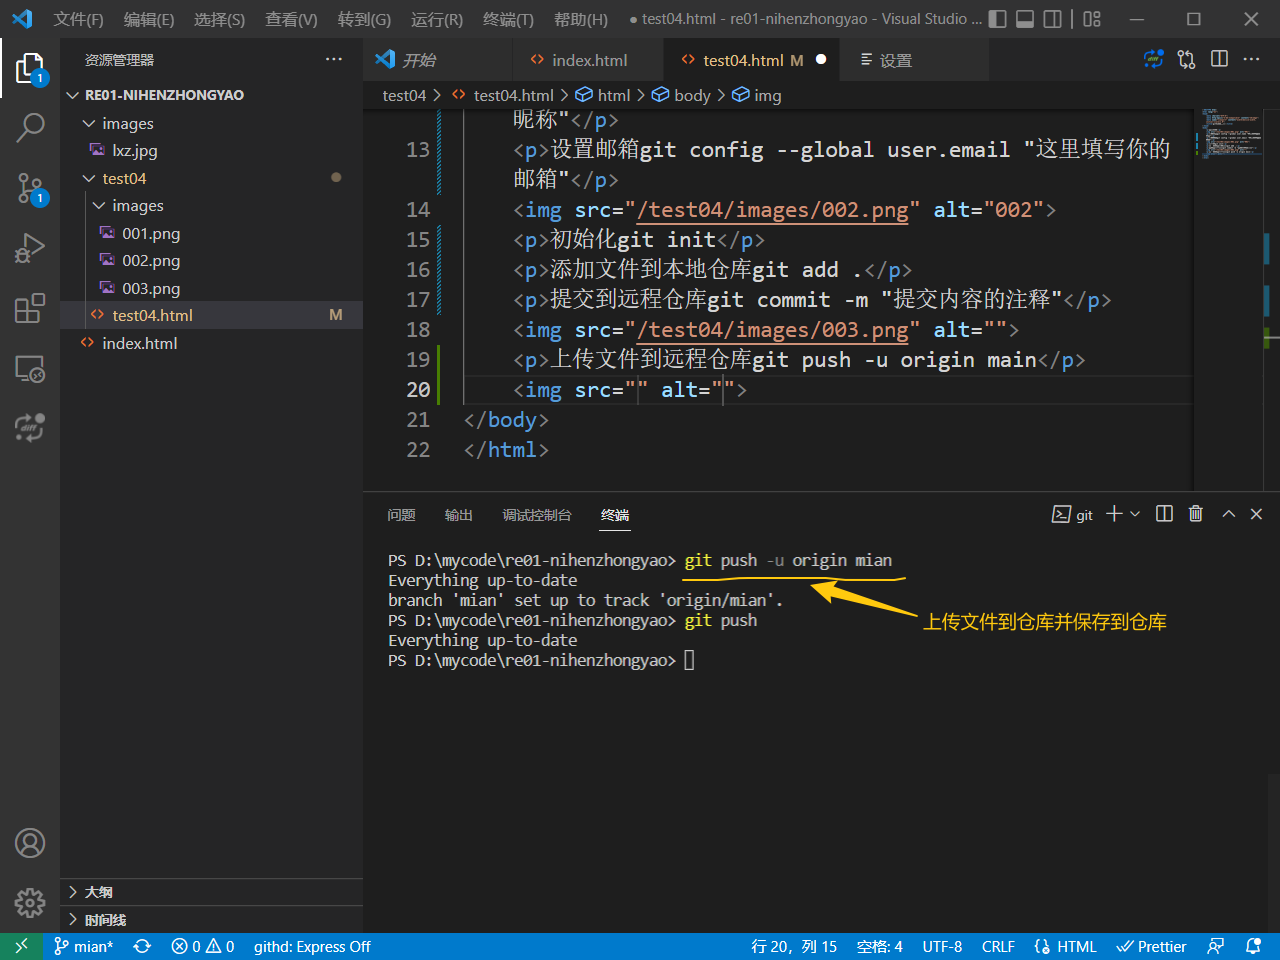 文件(F) 编辑(E) 选择(S) 查看(V) 转到(G) 运行(R) 终端(T) 帮助(H) ● test04.html - re01-nihenzhongyao - Visual Studio ...
资源管理器 ···
开始 index.html test04.html M ● 设置
test04 > test04.html > html > body > img
1
RE01-NIHENZHONGYAO
images
lxz.jpg
test04
images
001.png
002.png
003.png
test04.html M
index.html
1
昵称"</p>
13 <p>设置邮箱git config --global user.email "这里填写你的
邮箱"</p>
14 <img src="/test04/images/002.png" alt="002">
15 <p>初始化git init</p>
16 <p>添加文件到本地仓库git add .</p>
17 <p>提交到远程仓库git commit -m "提交内容的注释"</p>
18 <img src="/test04/images/003.png" alt="">
19 <p>上传文件到远程仓库git push -u origin main</p>
20 <img src="" alt="">
21 </body>
22 </html>
问题 输出 调试控制台 终端 git
PS D:\mycode\re01-nihenzhongyao> git push -u origin mian
Everything up-to-date
branch 'mian' set up to track 'origin/mian'.
PS D:\mycode\re01-nihenzhongyao> git push
Everything up-to-date
PS D:\mycode\re01-nihenzhongyao>
上传文件到仓库并保存到仓库
大纲
时间线
mian* 0 0 githd: Express Off 行 20，列 15 空格: 4 UTF-8 CRLF HTML Prettier